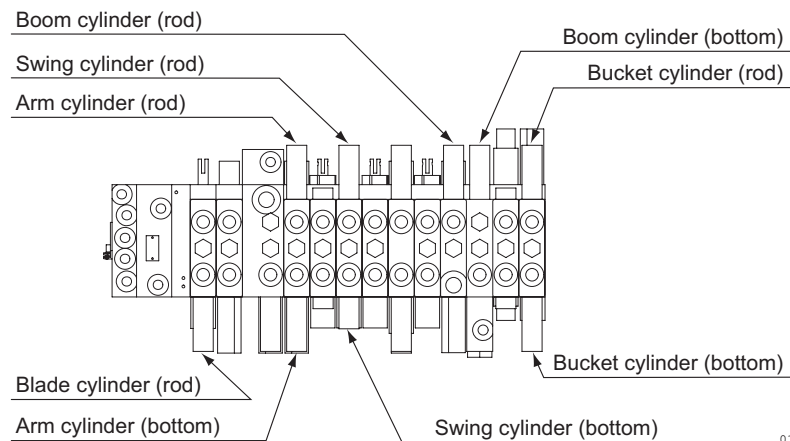 Boom cylinder (rod)
Boom cylinder (bottom)
Swing cylinder (rod)
Bucket cylinder (rod)
Arm cylinder (rod)
Bucket cylinder (bottom)
Blade cylinder (rod)
Arm cylinder (bottom)
Swing cylinder (bottom)